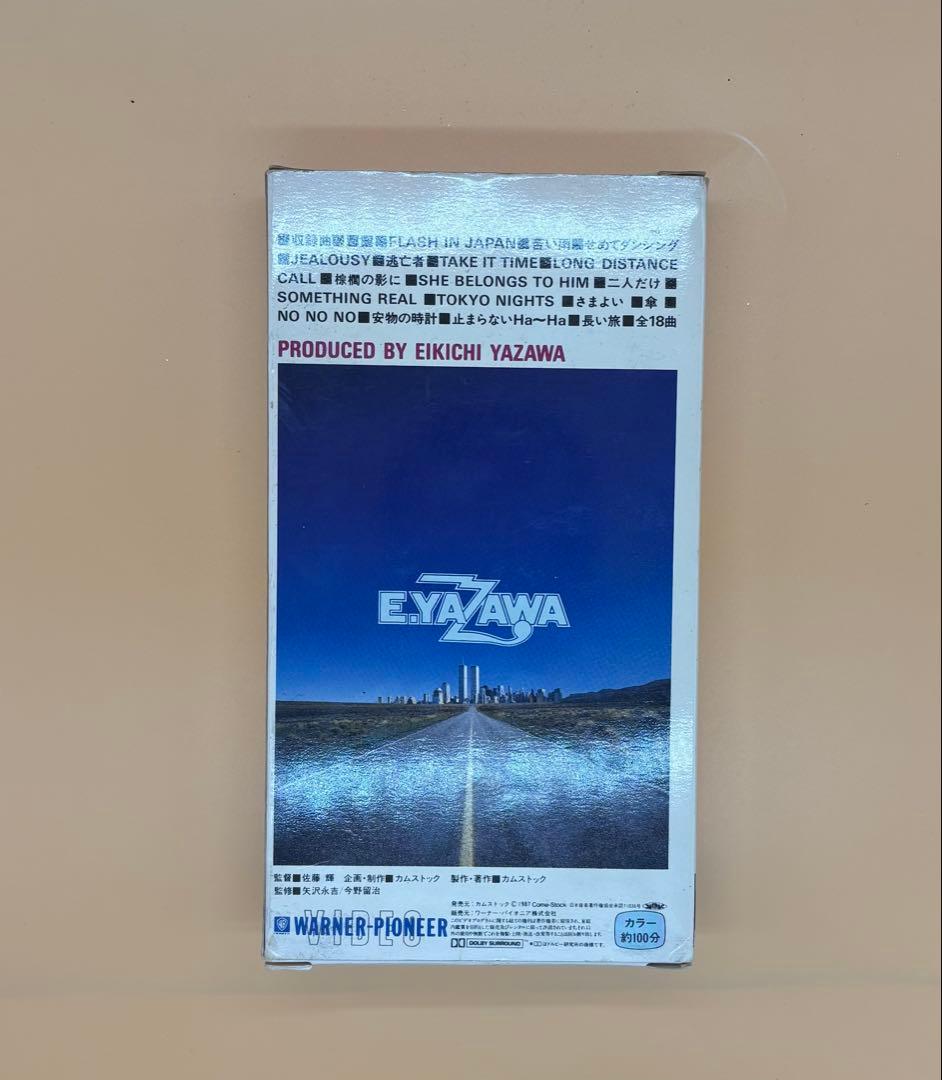 収録曲■FLASH IN JAPAN■苦い雨■せめてダンシング
■JEALOUSY■逃亡者■TAKE IT TIME■LONG DISTANCE
CALL■棕櫚の影に■SHE BELONGS TO HIM■二人だけ■
SOMETHING REAL■TOKYO NIGHTS■さまよい■傘■
NO NO NO■安物の時計■止まらないHa〜Ha■長い旅■全18曲
PRODUCED BY EIKICHI YAZAWA
E.YAZAWA
監督■佐藤 輝 企画・制作■カムストック 製作・著作■カムストック
監修■矢沢永吉/今野留治
発売元:カムストック Ⓒ1987 Come-Stock
販売元:ワーナー・パイオニア株式会社
WARNER-PIONEER
VIDEO
DOLBY SURROUND
カラー
約100分